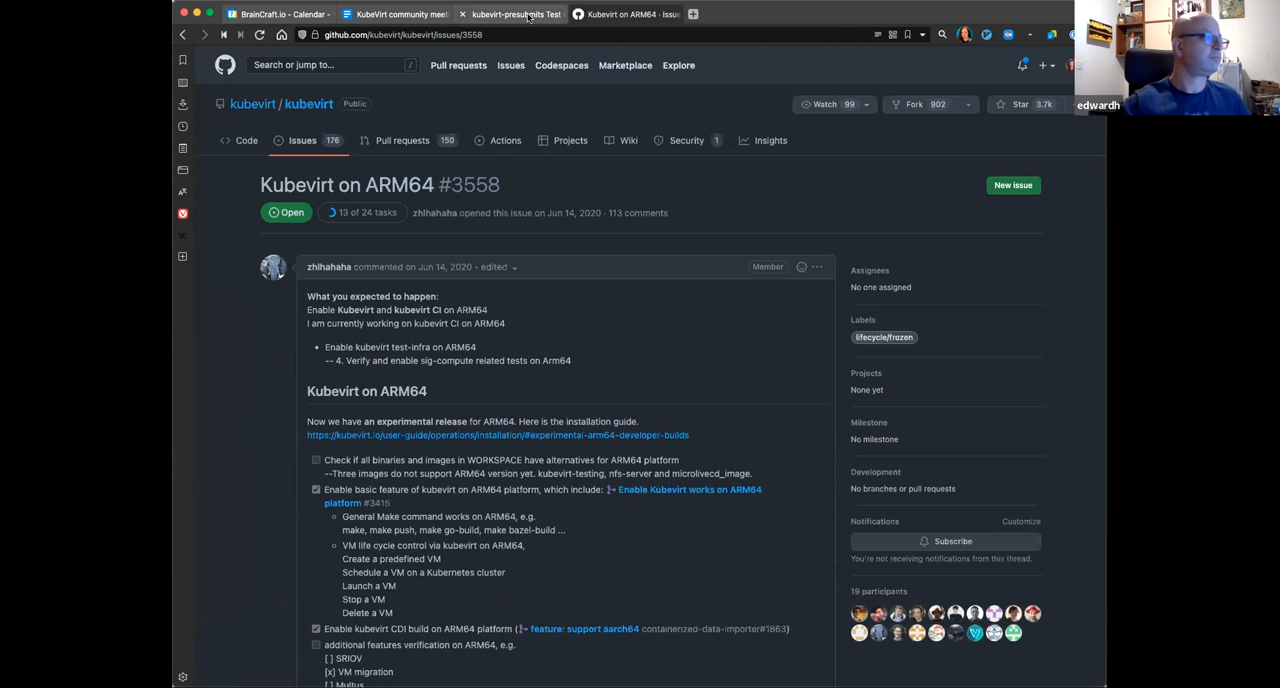 BrainCraft.io - Calendar -
KubeVirt community meet
kubevirt-presubmits Test
Kubevirt on ARM64 · Issu
github.com/kubevirt/kubevirt/issues/3558
Search or jump to...
/
Pull requests
Issues
Codespaces
Marketplace
Explore
edwardh
kubevirt / kubevirt
Public
Watch 99
Fork 902
Star 3.7k
Code
Issues 176
Pull requests 150
Actions
Projects
Wiki
Security 1
Insights
Kubevirt on ARM64 #3558
New issue
Open
13 of 24 tasks
zhlhahaha opened this issue on Jun 14, 2020 · 113 comments
zhlhahaha commented on Jun 14, 2020 · edited
Member
What you expected to happen:
Enable Kubevirt and kubevirt CI on ARM64
I am currently working on kubevirt CI on ARM64
Enable kubevirt test-infra on ARM64
-- 4. Verify and enable sig-compute related tests on Arm64
Kubevirt on ARM64
Now we have an experimental release for ARM64. Here is the installation guide.
https://kubevirt.io/user-guide/operations/installation/#experimental-arm64-developer-builds
Check if all binaries and images in WORKSPACE have alternatives for ARM64 platform
--Three images do not support ARM64 version yet. kubevirt-testing, nfs-server and microlivecd_image.
Enable basic feature of kubevirt on ARM64 platform, which include: Enable Kubevirt works on ARM64
platform #3415
General Make command works on ARM64, e.g.
make, make push, make go-build, make bazel-build ...
VM life cycle control via kubevirt on ARM64,
Create a predefined VM
Schedule a VM on a Kubernetes cluster
Launch a VM
Stop a VM
Delete a VM
Enable kubevirt CDI build on ARM64 platform ( feature: support aarch64 containerized-data-importer#1863)
additional features verification on ARM64, e.g.
[ ] SRIOV
[x] VM migration
[ ] Multus
Assignees
No one assigned
Labels
lifecycle/frozen
Projects
None yet
Milestone
No milestone
Development
No branches or pull requests
Notifications
Customize
Subscribe
You're not receiving notifications from this thread.
19 participants